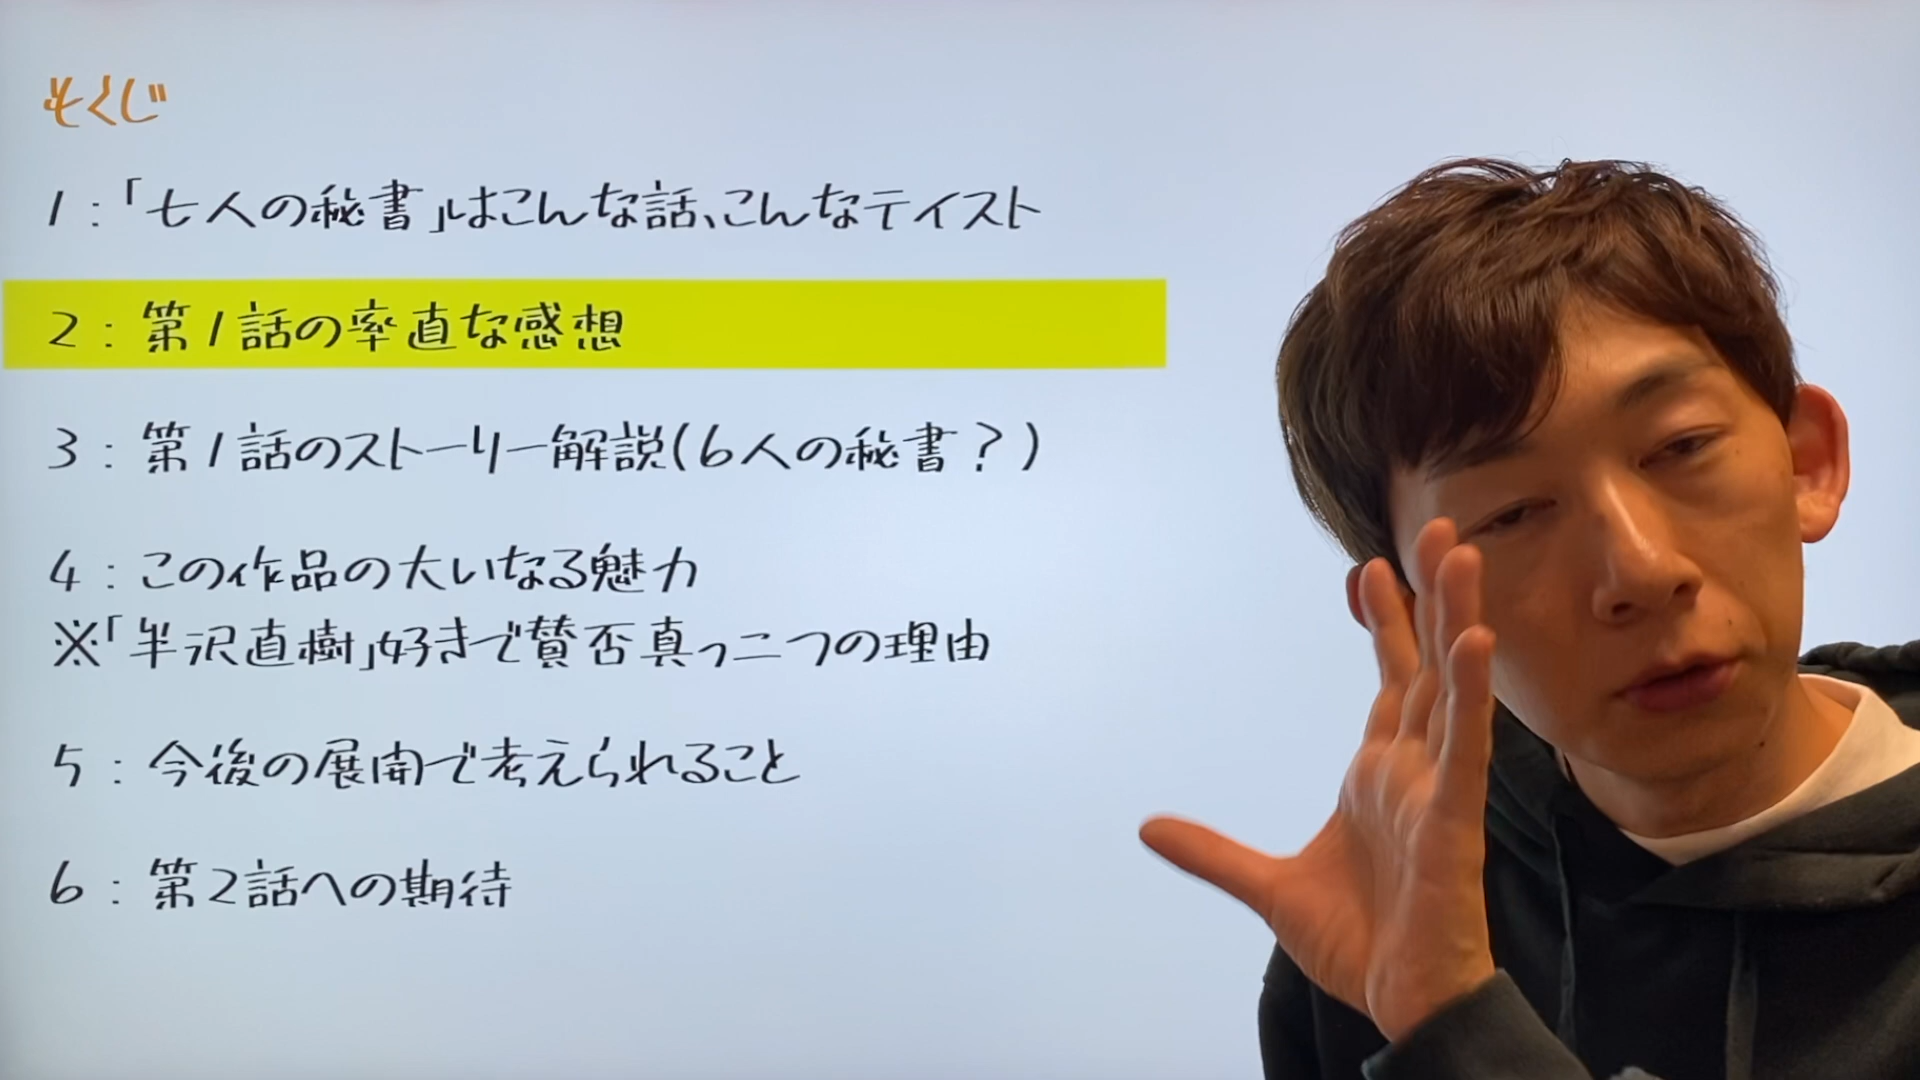 もくじ
1:「七人の秘書」はこんな話、こんなテイスト
2:第1話の率直な感想
3:第1話のストーリー解説(6人の秘書?)
4:この作品の大いなる魅力
※「半沢直樹」好きで賛否真っ二つの理由
5:今後の展開で考えられること
6:第2話への期待